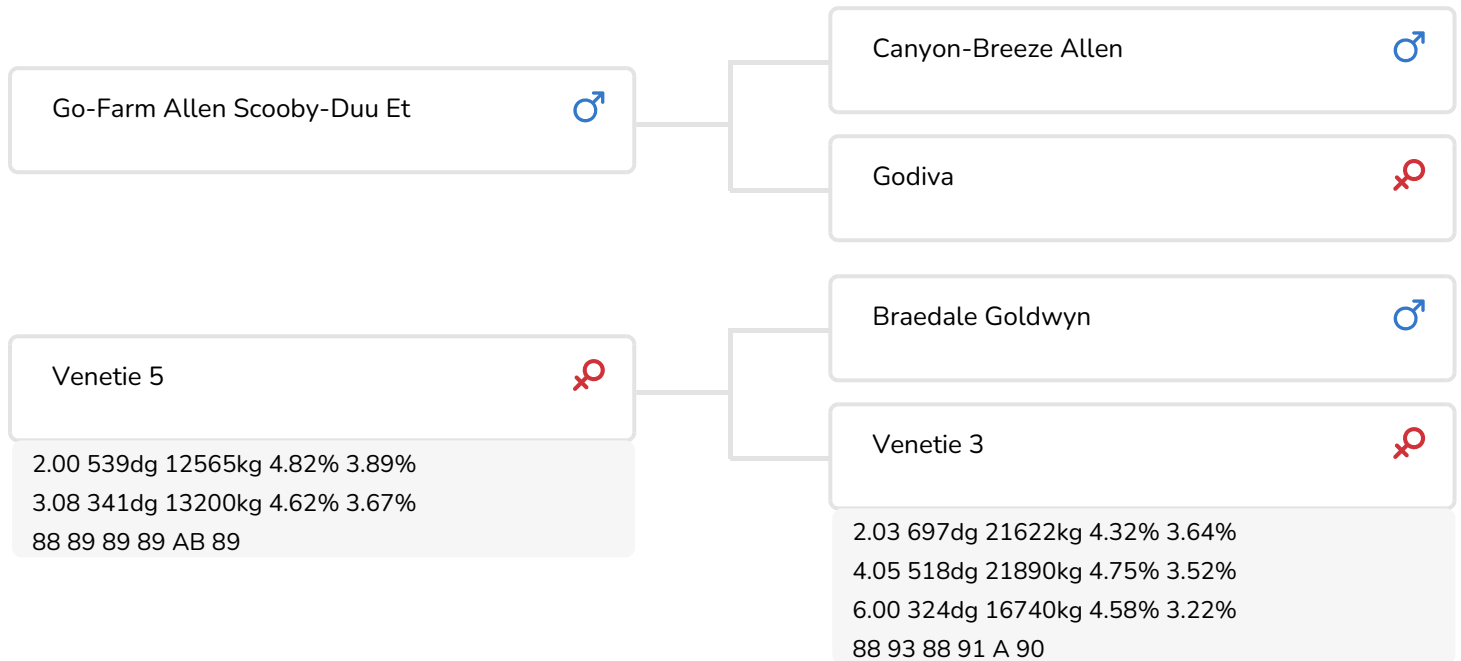 Canyon-Breeze Allen
Go-Farm Allen Scooby-Duu Et
Godiva
Braedale Goldwyn
Venetie 5
2.00 539dg 12565kg 4.82% 3.89%
3.08 341dg 13200kg 4.62% 3.67%
88 89 89 89 AB 89
Venetie 3
2.03 697dg 21622kg 4.32% 3.64%
4.05 518dg 21890kg 4.75% 3.52%
6.00 324dg 16740kg 4.58% 3.22%
88 93 88 91 A 90